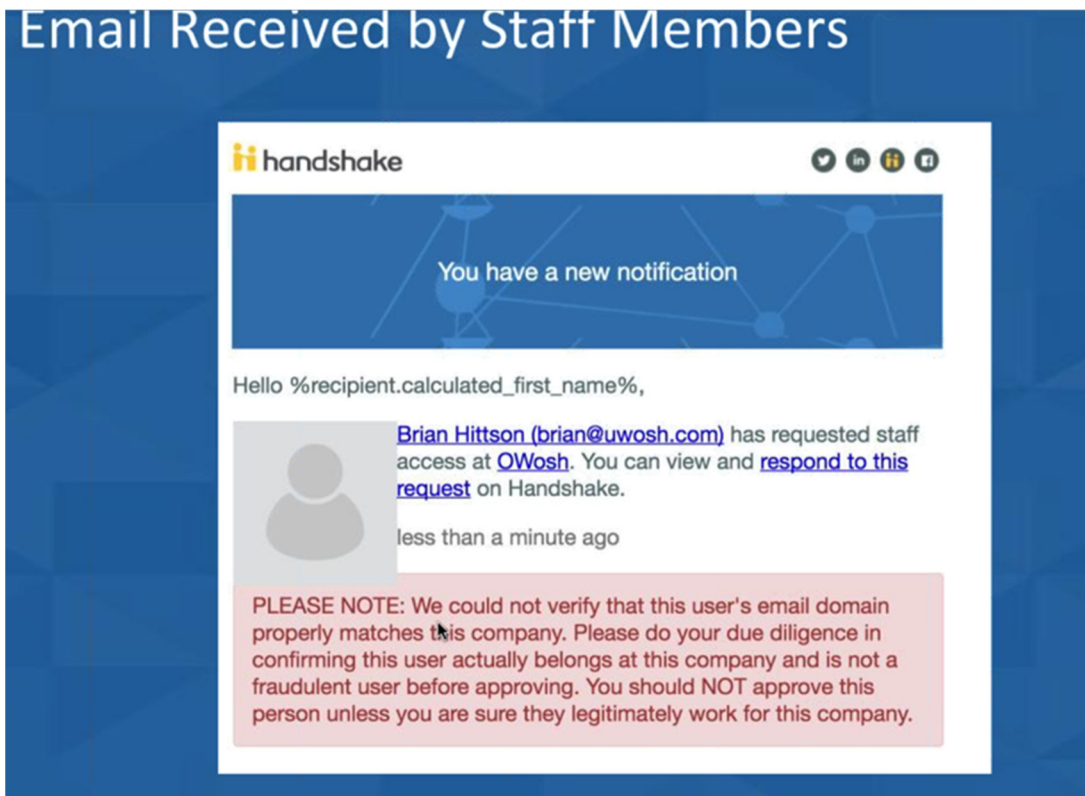 Email Received by Staff Members
handshake
You have a new notification
Hello %recipient.calculated_first_name%,
Brian Hittson (brian@uwosh.com) has requested staff
access at OWosh. You can view and respond to this
request on Handshake.
less than a minute ago
PLEASE NOTE: We could not verify that this user's email domain
properly matches this company. Please do your due diligence in
confirming this user actually belongs at this company and is not a
fraudulent user before approving. You should NOT approve this
person unless you are sure they legitimately work for this company.